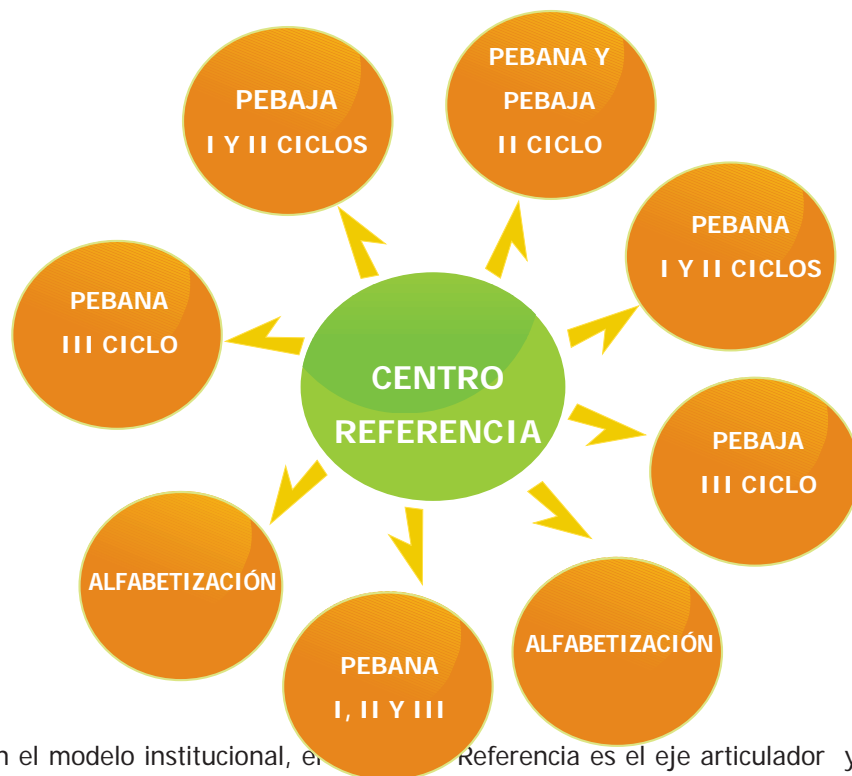 PEBANA Y
PEBAJA
II CICLO
PEBAJA
I Y II CICLOS
PEBANA
I Y II CICLOS
PEBANA
III CICLO
CENTRO
REFERENCIA
PEBAJA
III CICLO
ALFABETIZACIÓN
ALFABETIZACIÓN
PEBANA
I, II Y III
el modelo institucional, Referencia es el eje articulador y